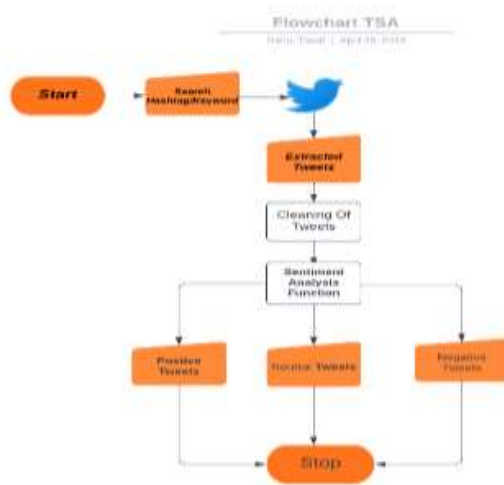 Flowchart TSA
April
Start
Search
Hashtag/Keyword
Extracted
Tweets
Cleaning Of
Tweets
Sentiment
Analysis
Function
Positive
Tweets
Neutral Tweets
Negative
Tweets
Stop